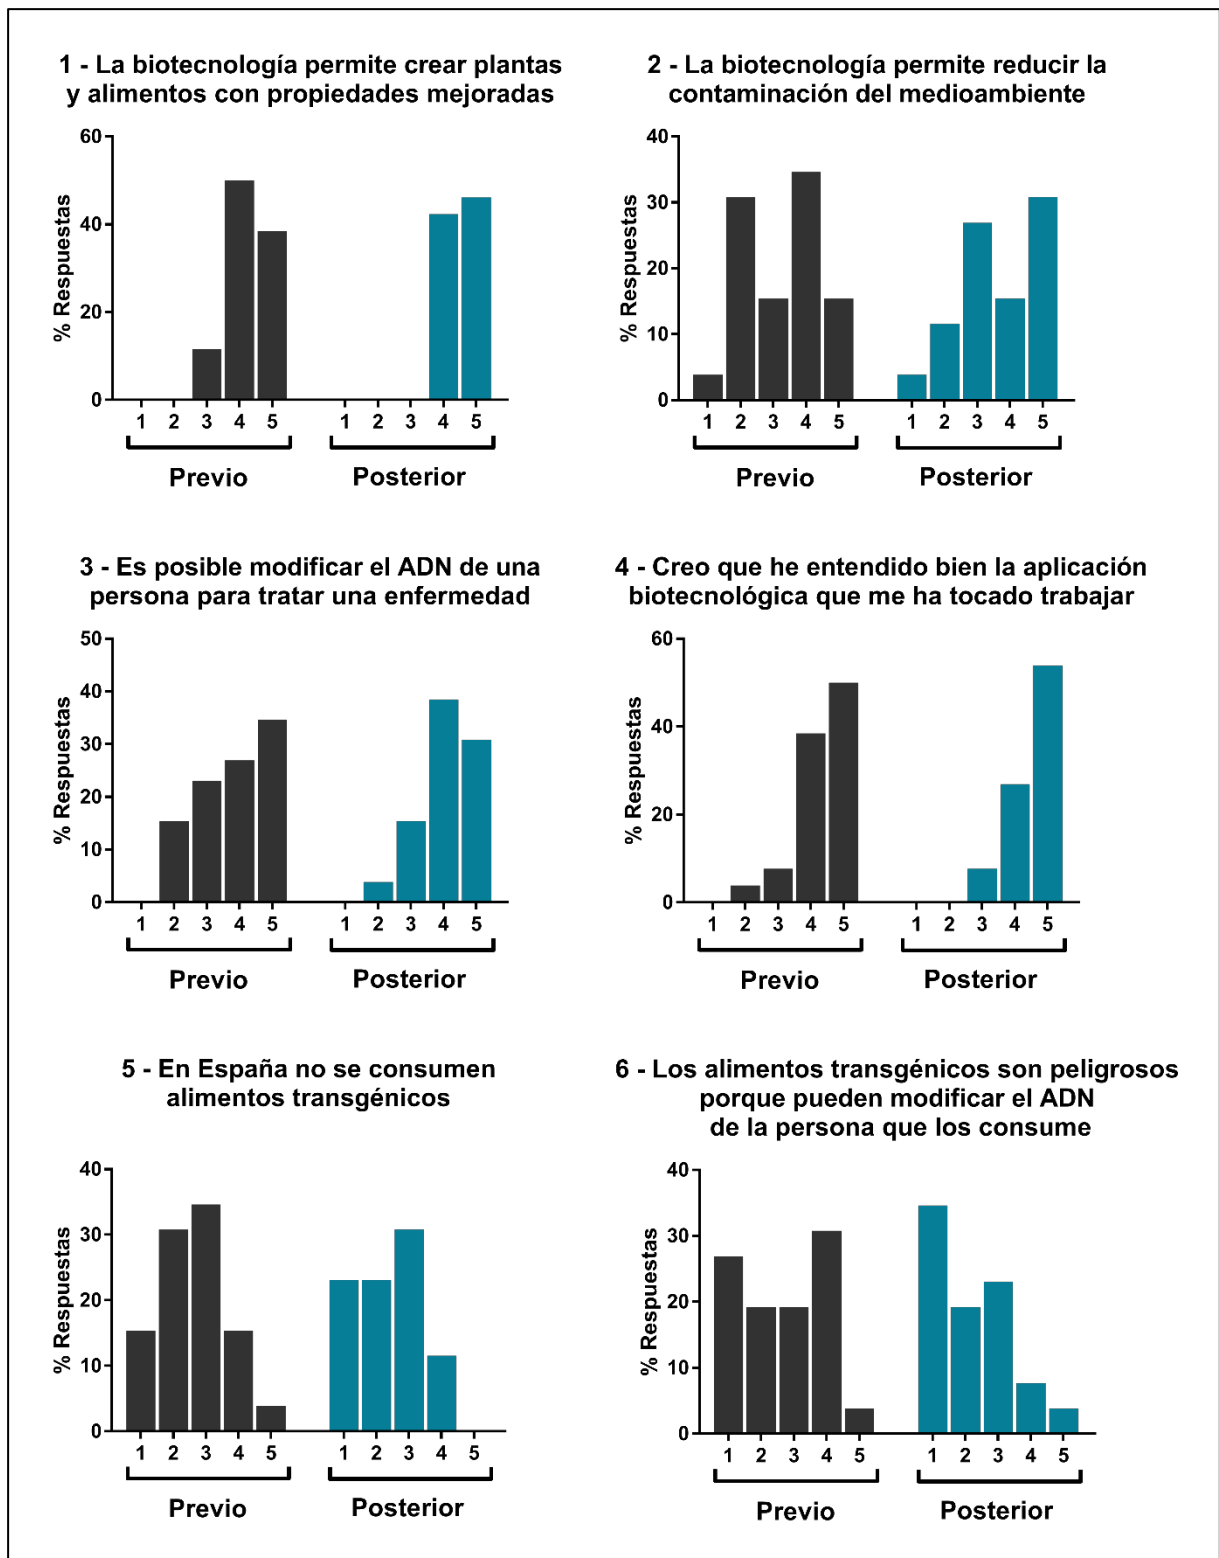 1 - La biotecnología permite crear plantas
y alimentos con propiedades mejoradas
60
40
20
0
% Respuestas
1 2 3 4 5
1 2 3 4 5
Previo
Posterior
2 - La biotecnología permite reducir la
contaminación del medioambiente
40
30
20
10
0
% Respuestas
1 2 3 4 5
1 2 3 4 5
Previo
Posterior
3 - Es posible modificar el ADN de una
persona para tratar una enfermedad
50
40
30
20
10
0
% Respuestas
1 2 3 4 5
1 2 3 4 5
Previo
Posterior
4 - Creo que he entendido bien la aplicación
biotecnológica que me ha tocado trabajar
60
40
20
0
% Respuestas
1 2 3 4 5
1 2 3 4 5
Previo
Posterior
5 - En España no se consumen
alimentos transgénicos
40
30
20
10
0
% Respuestas
1 2 3 4 5
1 2 3 4 5
Previo
Posterior
6 - Los alimentos transgénicos son peligrosos
porque pueden modificar el ADN
de la persona que los consume
40
30
20
10
0
% Respuestas
1 2 3 4 5
1 2 3 4 5
Previo
Posterior